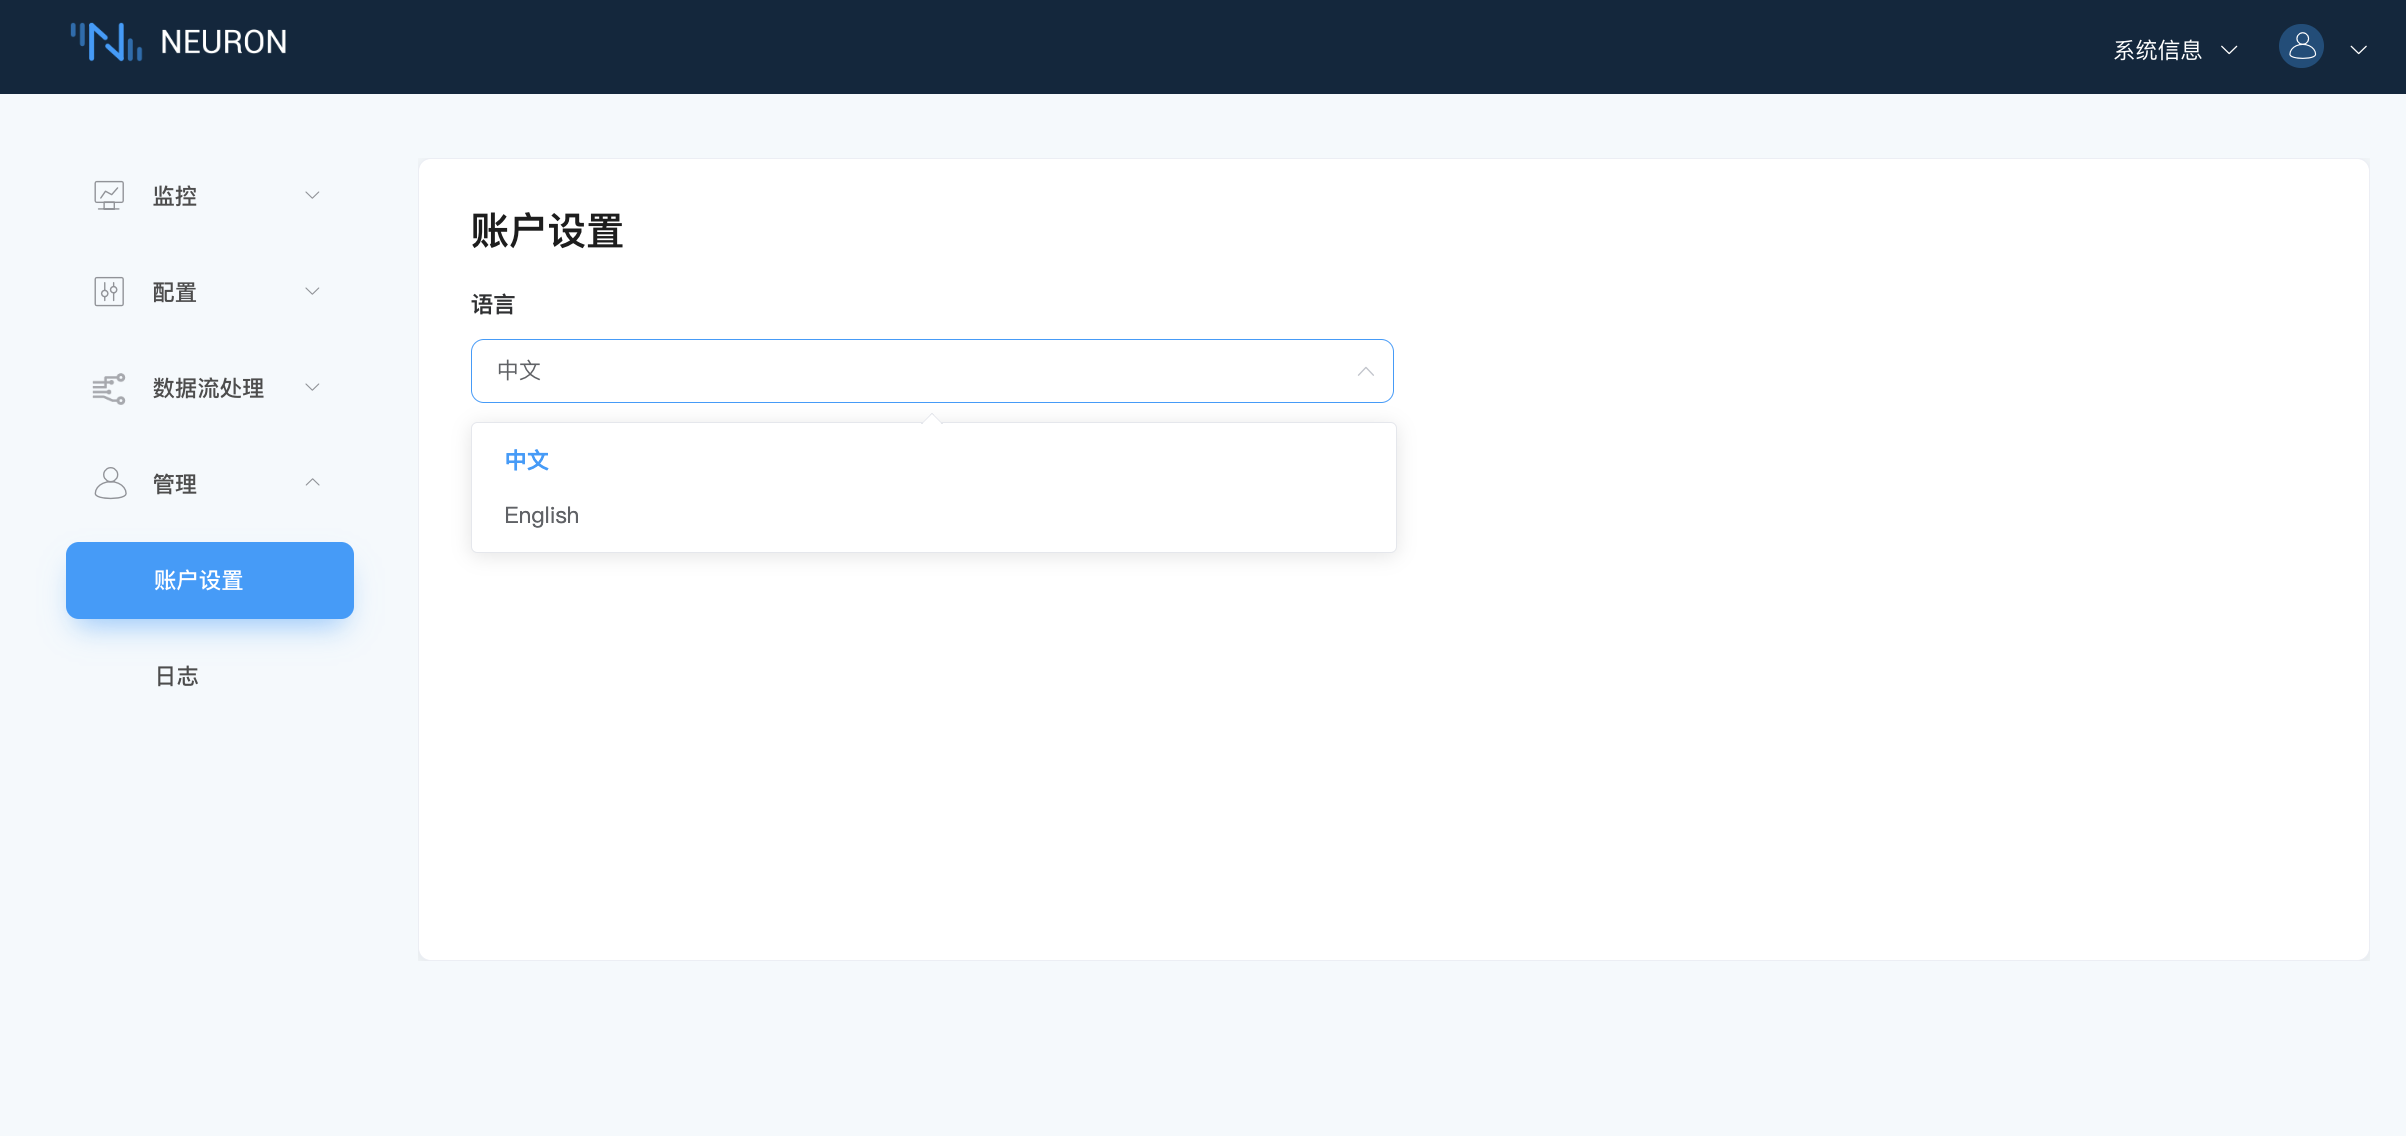 NEURON
系统信息
监控
配置
数据流处理
管理
账户设置
日志
账户设置
语言
中文
中文
English